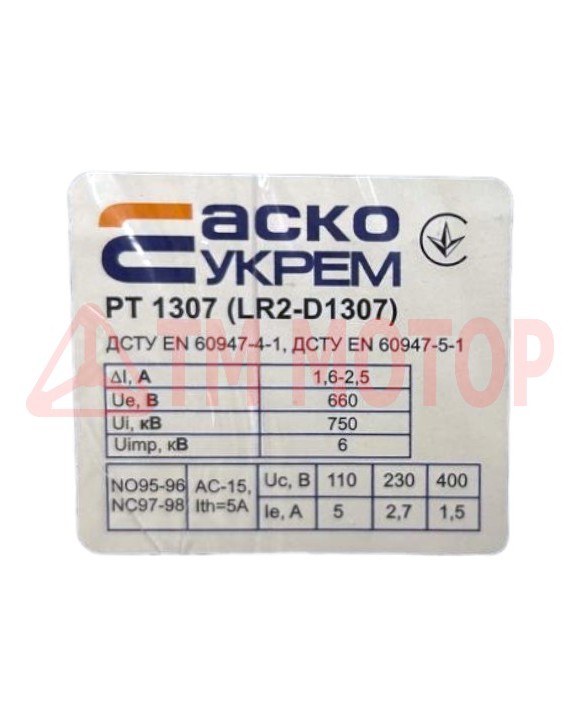 аско
УКРЕМ
РТ 1307 (LR2-D1307)
ДСТУ EN 60947-4-1, ДСТУ EN 60947-5-1
ΔI, А 1,6-2,5
Ue, В 660
Ui, кВ 750
Uimp, кВ 6
NO95-96 AC-15, Uc, В 110 230 400
NC97-98 Ith=5A Ie, А 5 2,7 1,5
ТМ МОТОР